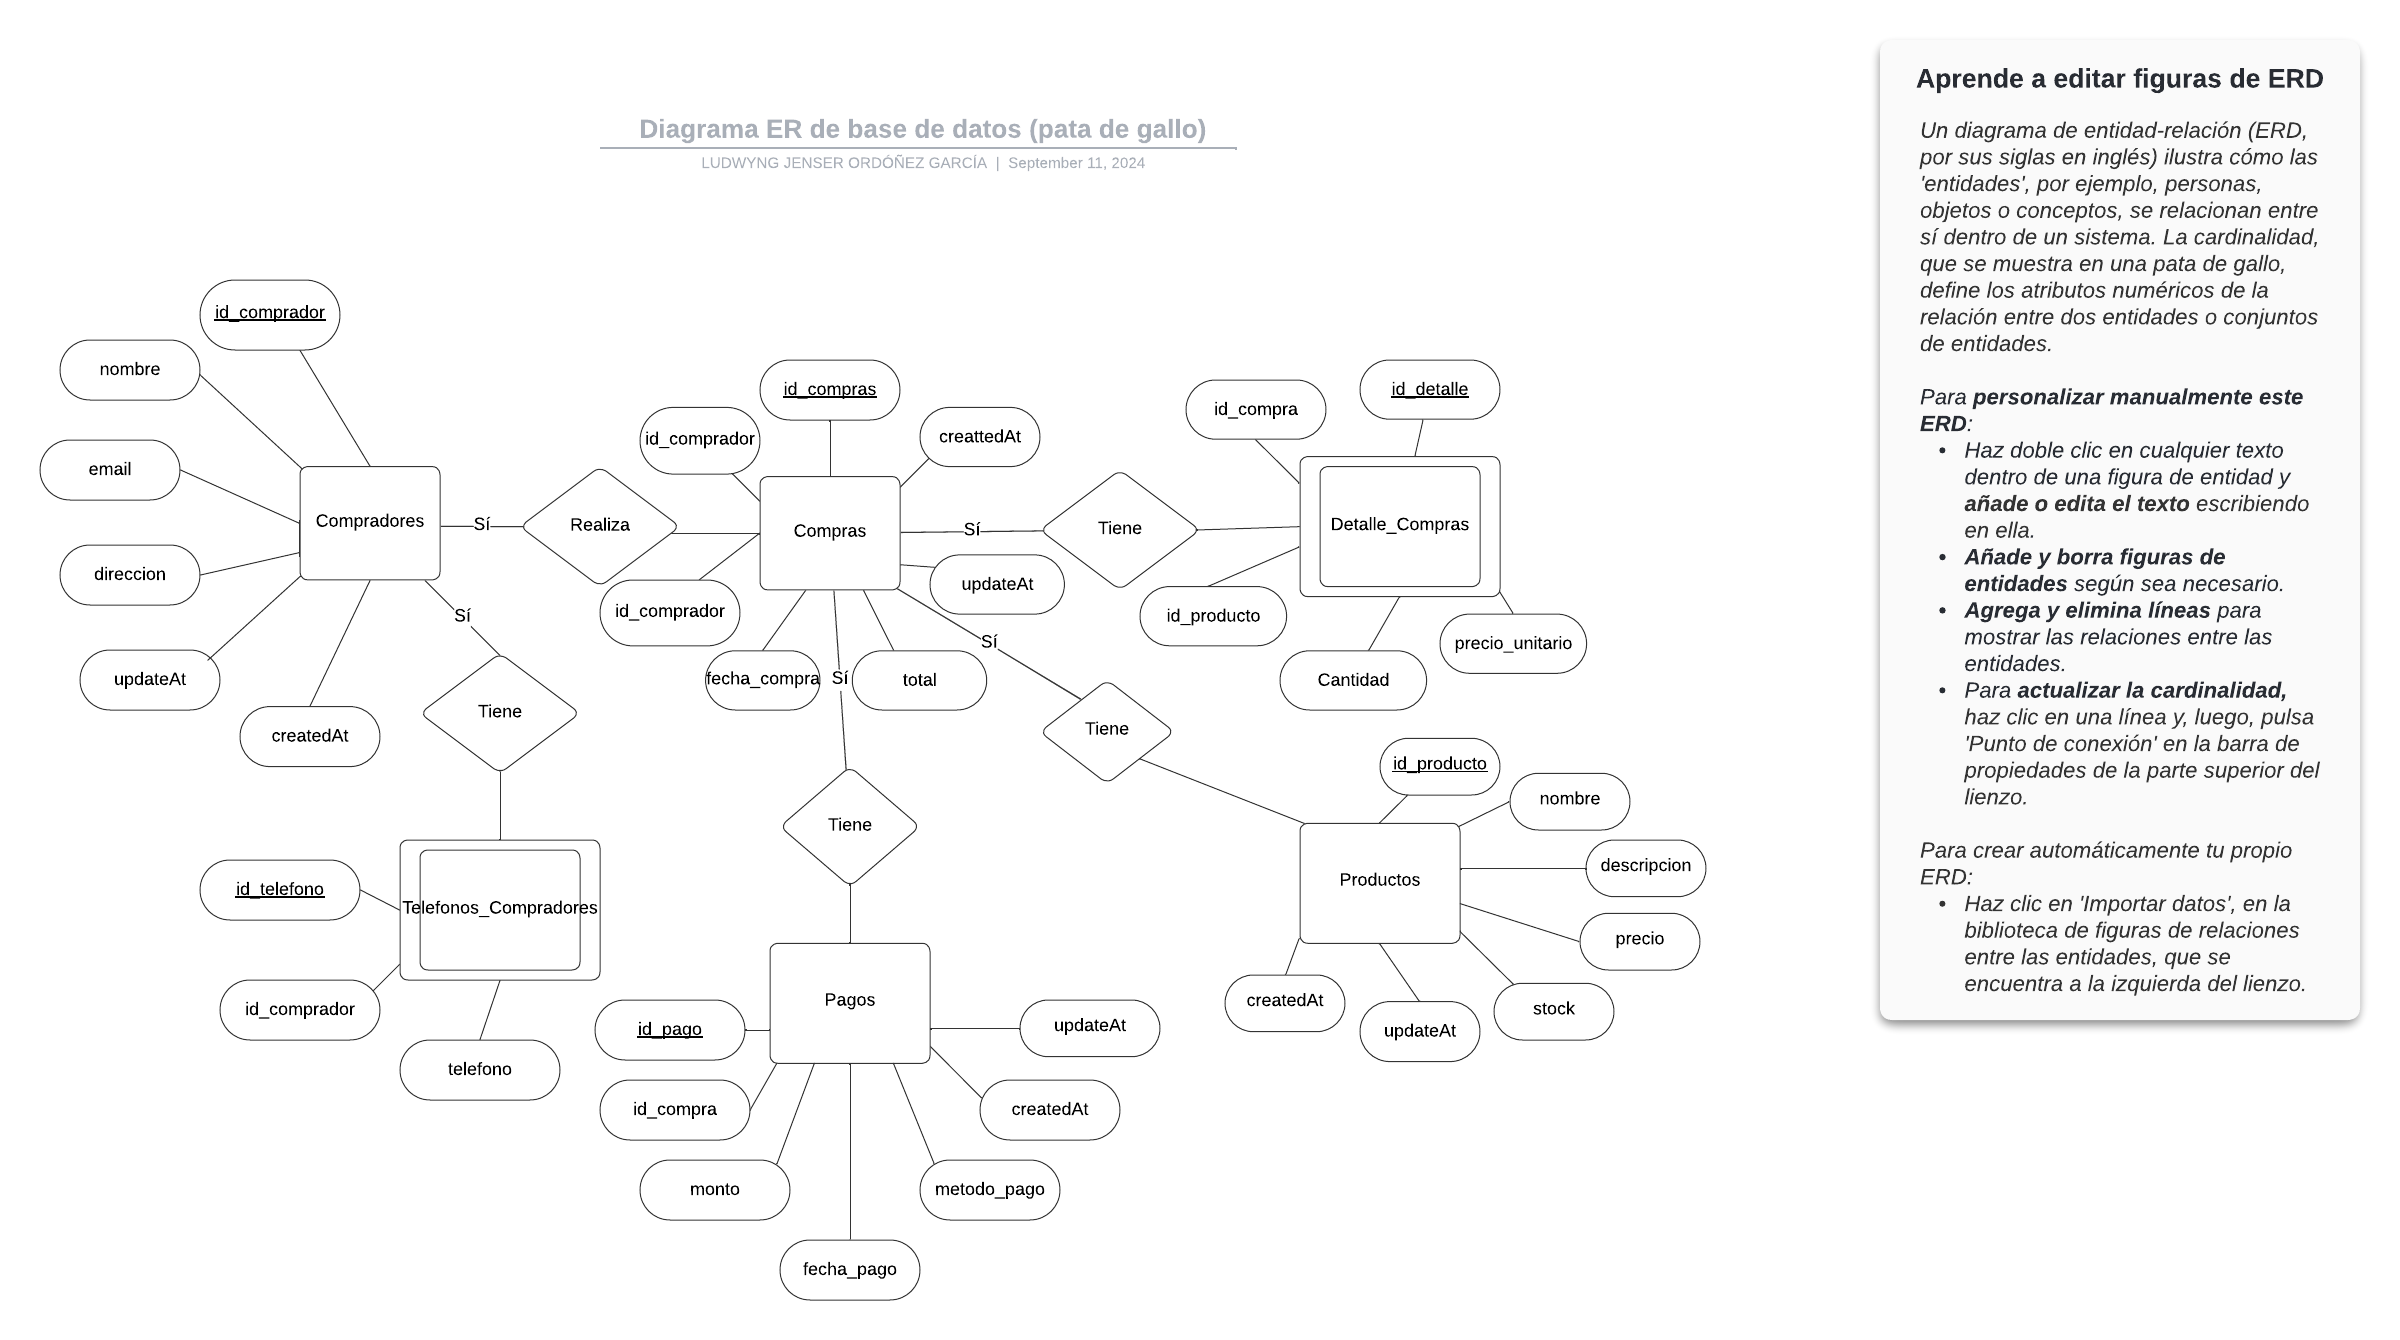 Diagrama ER de base de datos (pata de gallo)
LUDWYNG JENSER ORDÓÑEZ GARCÍA | September 11, 2024
id_comprador
nombre
email
direccion
updateAt
createdAt
Compradores
Sí
Realiza
Sí
Tiene
id_telefono
Telefonos_Compradores
id_comprador
telefono
id_compras
id_comprador
creattedAt
Compras
Sí
Tiene
updateAt
id_comprador
fecha_compra
Sí
total
Sí
Tiene
Tiene
id_compra
id_detalle
Detalle_Compras
id_producto
precio_unitario
Cantidad
id_producto
nombre
descripcion
Productos
precio
stock
createdAt
updateAt
Pagos
id_pago
updateAt
id_compra
createdAt
monto
metodo_pago
fecha_pago
Aprende a editar figuras de ERD
Un diagrama de entidad-relación (ERD,
por sus siglas en inglés) ilustra cómo las
'entidades', por ejemplo, personas,
objetos o conceptos, se relacionan entre
sí dentro de un sistema. La cardinalidad,
que se muestra en una pata de gallo,
define los atributos numéricos de la
relación entre dos entidades o conjuntos
de entidades.
Para personalizar manualmente este
ERD:
• Haz doble clic en cualquier texto
dentro de una figura de entidad y
añade o edita el texto escribiendo
en ella.
• Añade y borra figuras de
entidades según sea necesario.
• Agrega y elimina líneas para
mostrar las relaciones entre las
entidades.
• Para actualizar la cardinalidad,
haz clic en una línea y, luego, pulsa
'Punto de conexión' en la barra de
propiedades de la parte superior del
lienzo.
Para crear automáticamente tu propio
ERD:
• Haz clic en 'Importar datos', en la
biblioteca de figuras de relaciones
entre las entidades, que se
encuentra a la izquierda del lienzo.